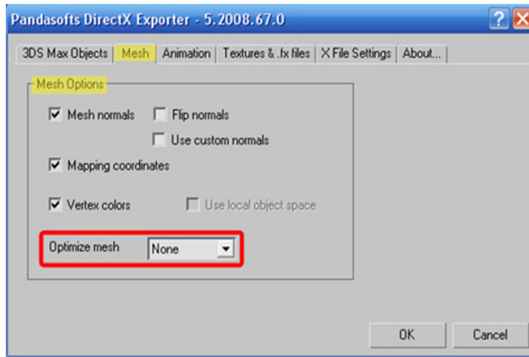 Pandasofts DirectX Exporter - 5.2008.67.0
3DS Max Objects Mesh Animation Textures & .fx files X File Settings About...
Mesh Options
Mesh normals Flip normals
Use custom normals
Mapping coordinates
Vertex colors Use local object space
Optimize mesh None
OK Cancel